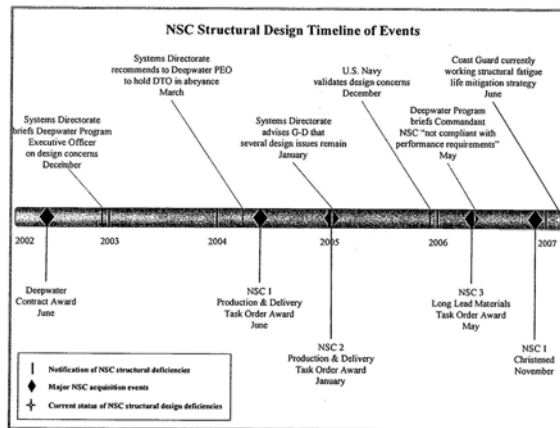 NSC Structural Design Timeline of Events
Systems Directorate
recommends to Deepwater PEO
to hold DTO in abeyance
March
Coast Guard currently
working structural fatigue
life mitigation strategy
June
U.S. Navy
validates design concerns
December
Systems Directorate
briefs Deepwater Program
Executive Officer
on design concerns
December
Systems Directorate
advises G-D that
several design issues remain
January
Deepwater Program
briefs Commandant
NSC "not compliant with
performance requirements"
May
2002
2003
2004
2005
2006
2007
Deepwater
Contract Award
June
NSC 1
Production & Delivery
Task Order Award
June
NSC 2
Production & Delivery
Task Order Award
January
NSC 3
Long Lead Materials
Task Order Award
May
NSC 1
Christened
November
Notification of NSC structural deficiencies
Major NSC acquisition events
Current status of NSC structural design deficiencies